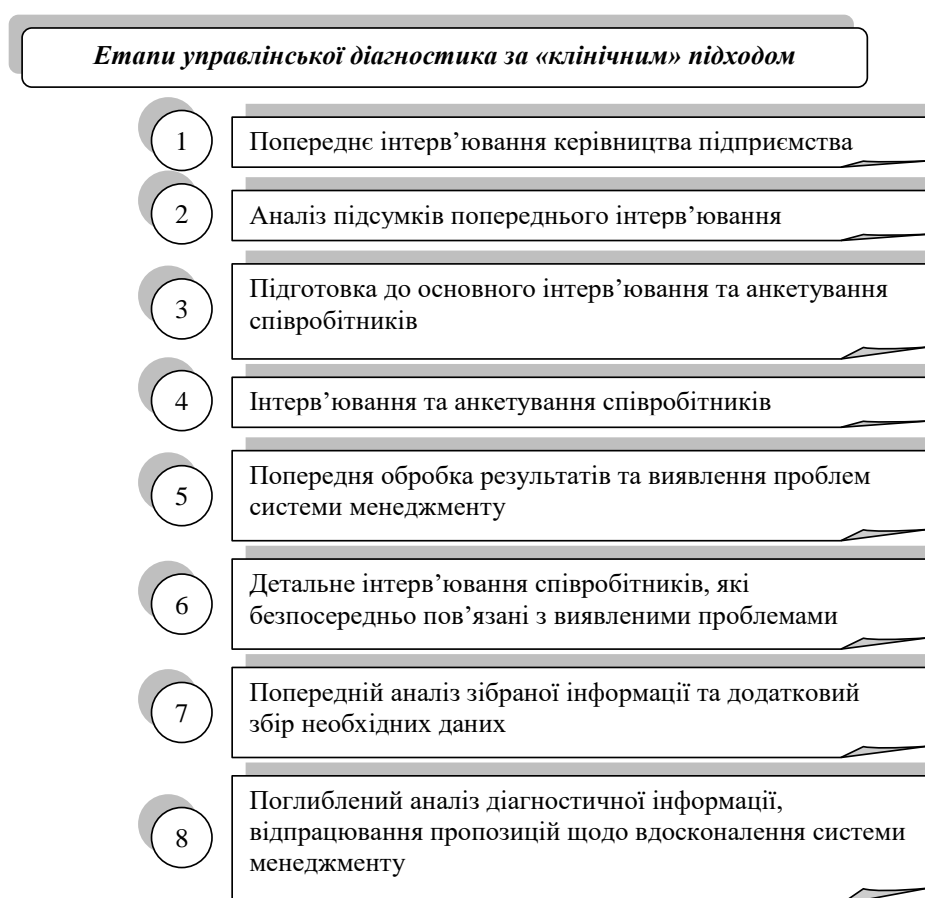 Етапи управлінської діагностика за «клінічним» підходом
1
Попереднє інтерв’ювання керівництва підприємства
2
Аналіз підсумків попереднього інтерв’ювання
3
Підготовка до основного інтерв’ювання та анкетування
співробітників
4
Інтерв’ювання та анкетування співробітників
5
Попередня обробка результатів та виявлення проблем
системи менеджменту
6
Детальне інтерв’ювання співробітників, які
безпосередньо пов’язані з виявленими проблемами
7
Попередній аналіз зібраної інформації та додатковий
збір необхідних даних
8
Поглиблений аналіз діагностичної інформації,
відпрацювання пропозицій щодо вдосконалення системи
менеджменту